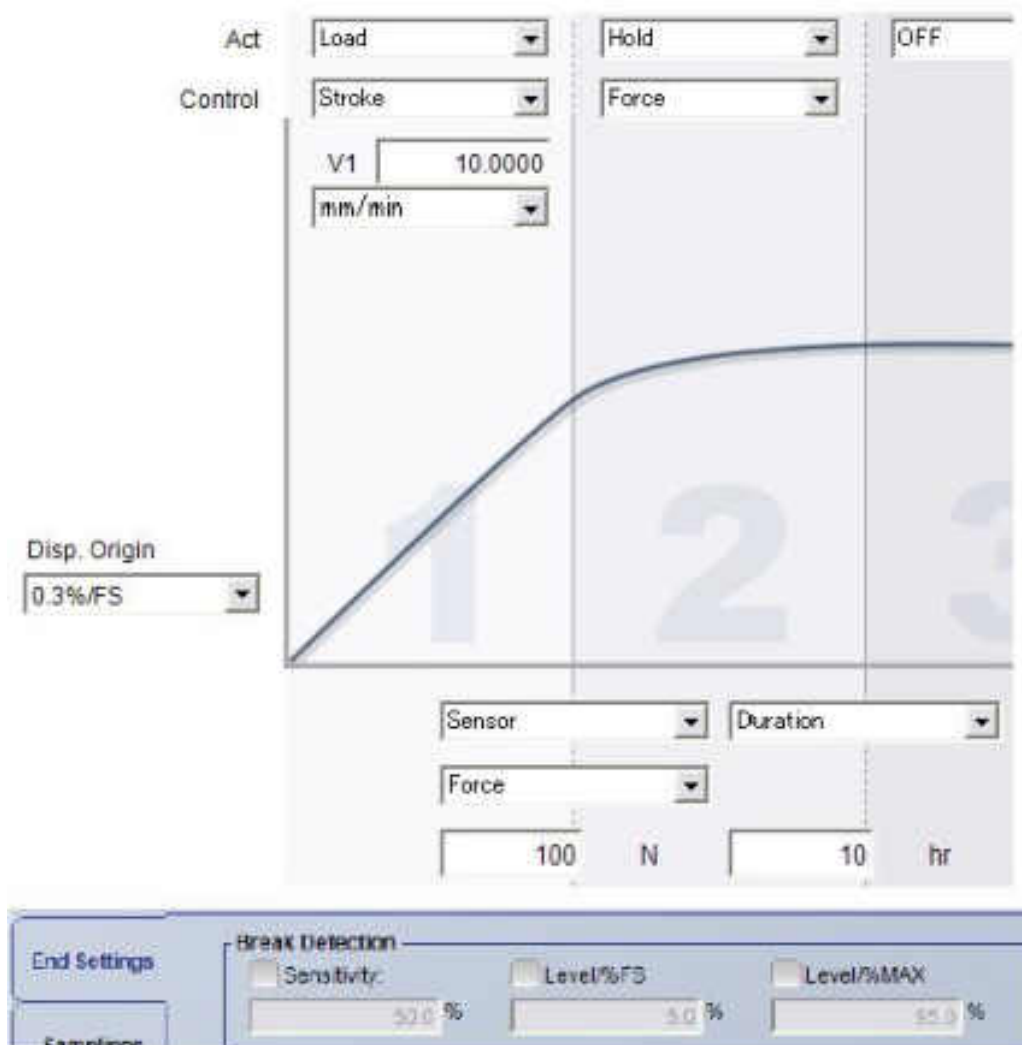 Act Load Hold OFF
Control Stroke Force
V1 10.0000
mm/min
1 2 3
Disp. Origin
0.3%/FS
Sensor Duration
Force
100 N 10 hr
End Settings
Break Detection
Sensitivity: Level/%FS Level/%MAX
50.0 % 5.0 % 95.0 %
Samplings